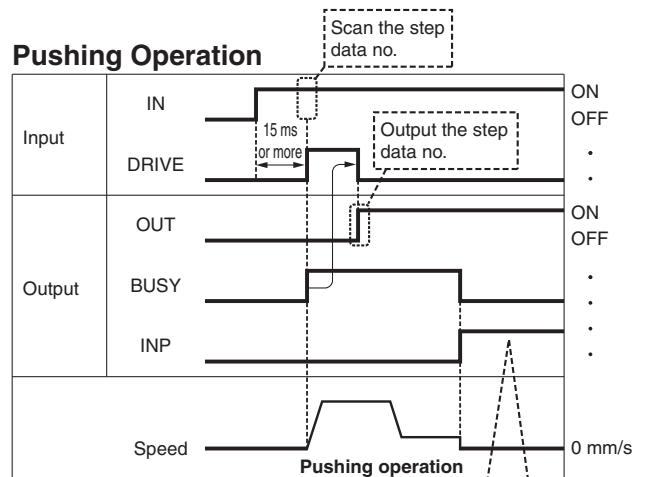 Scan the step
data no.
Pushing Operation
Input
IN
ON
OFF
15 ms
or more
Output the step
data no.
DRIVE
•
•
Output
OUT
ON
OFF
BUSY
•
•
INP
•
•
Speed
0 mm/s
Pushing operation